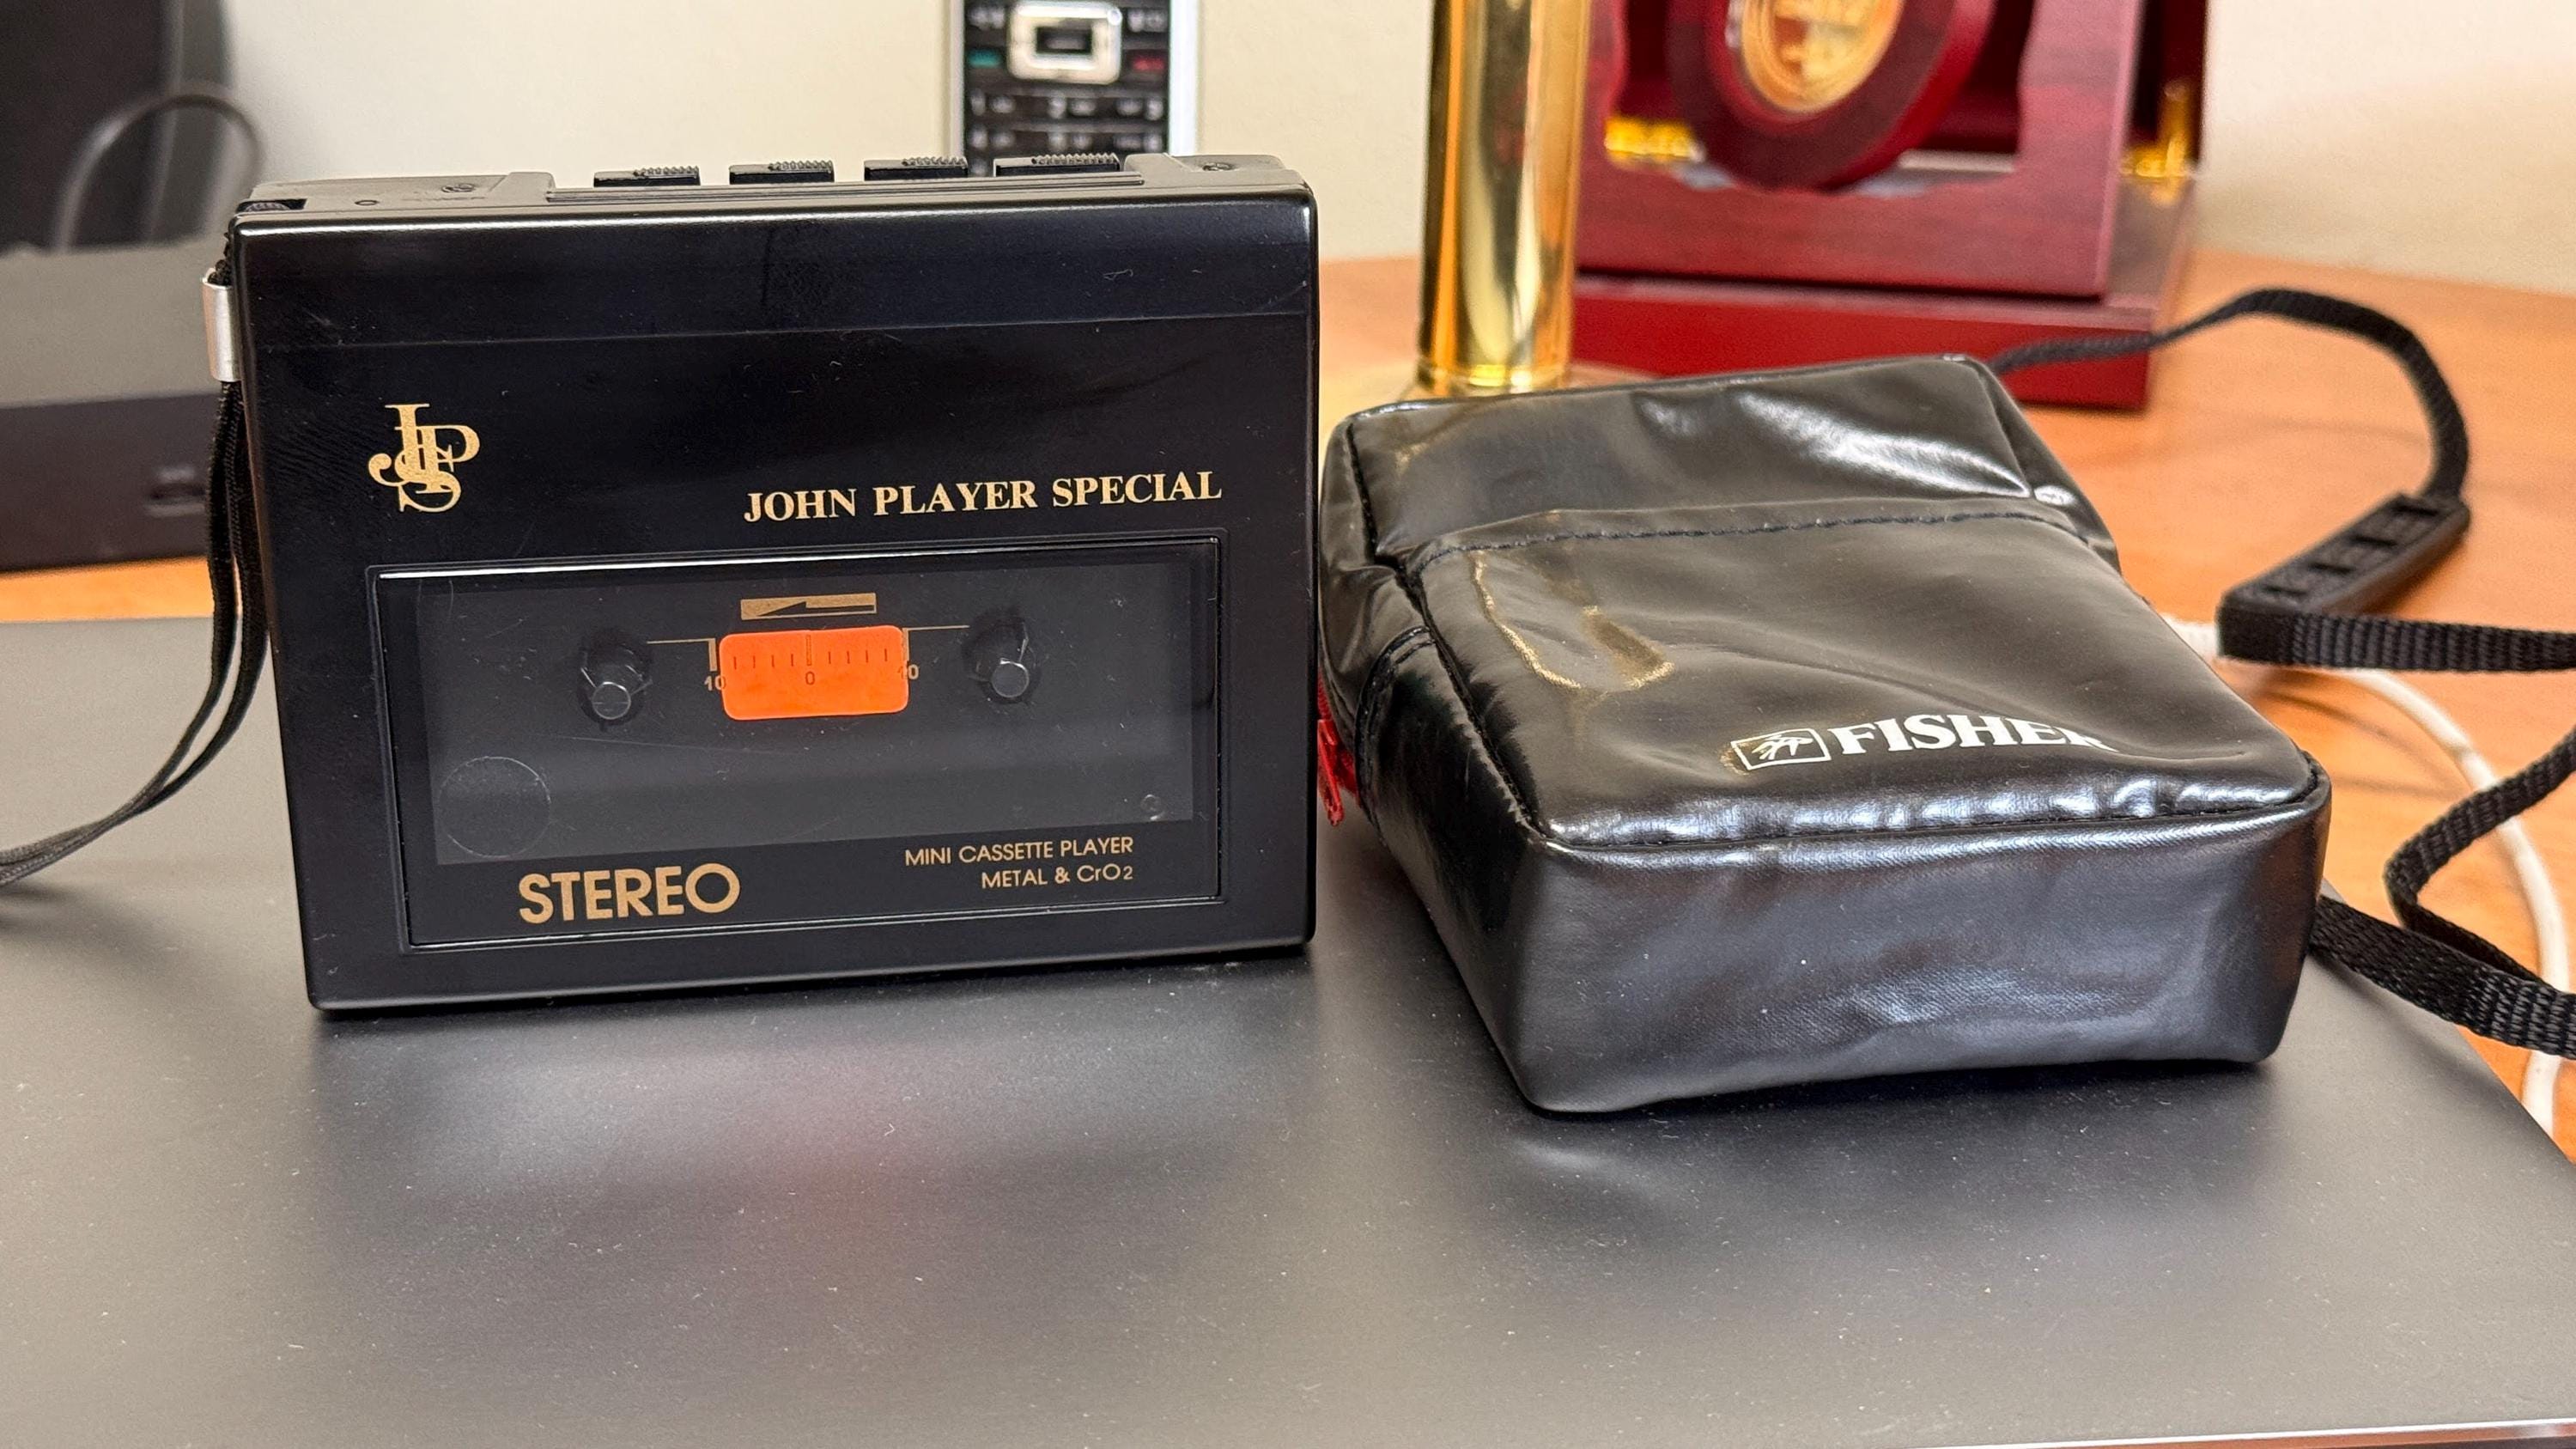 JPS
JOHN PLAYER SPECIAL
10 0 10
STEREO
MINI CASSETTE PLAYER
METAL & CrO2
FISHER